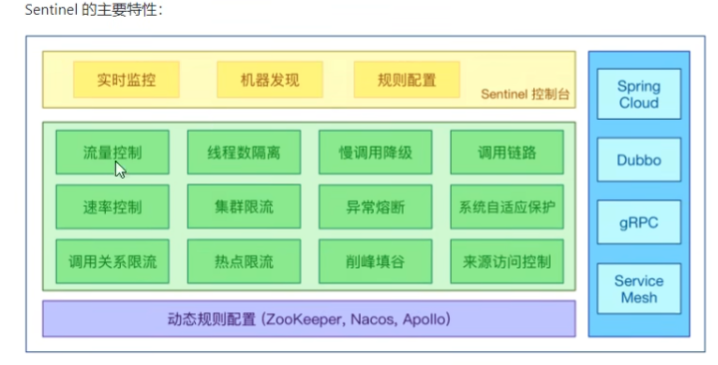 Sentinel 的主要特性：
实时监控
机器发现
规则配置
Sentinel 控制台
流量控制
线程数隔离
慢调用降级
调用链路
速率控制
集群限流
异常熔断
系统自适应保护
调用关系限流
热点限流
削峰填谷
来源访问控制
动态规则配置 (ZooKeeper, Nacos, Apollo)
Spring
Cloud
Dubbo
gRPC
Service
Mesh